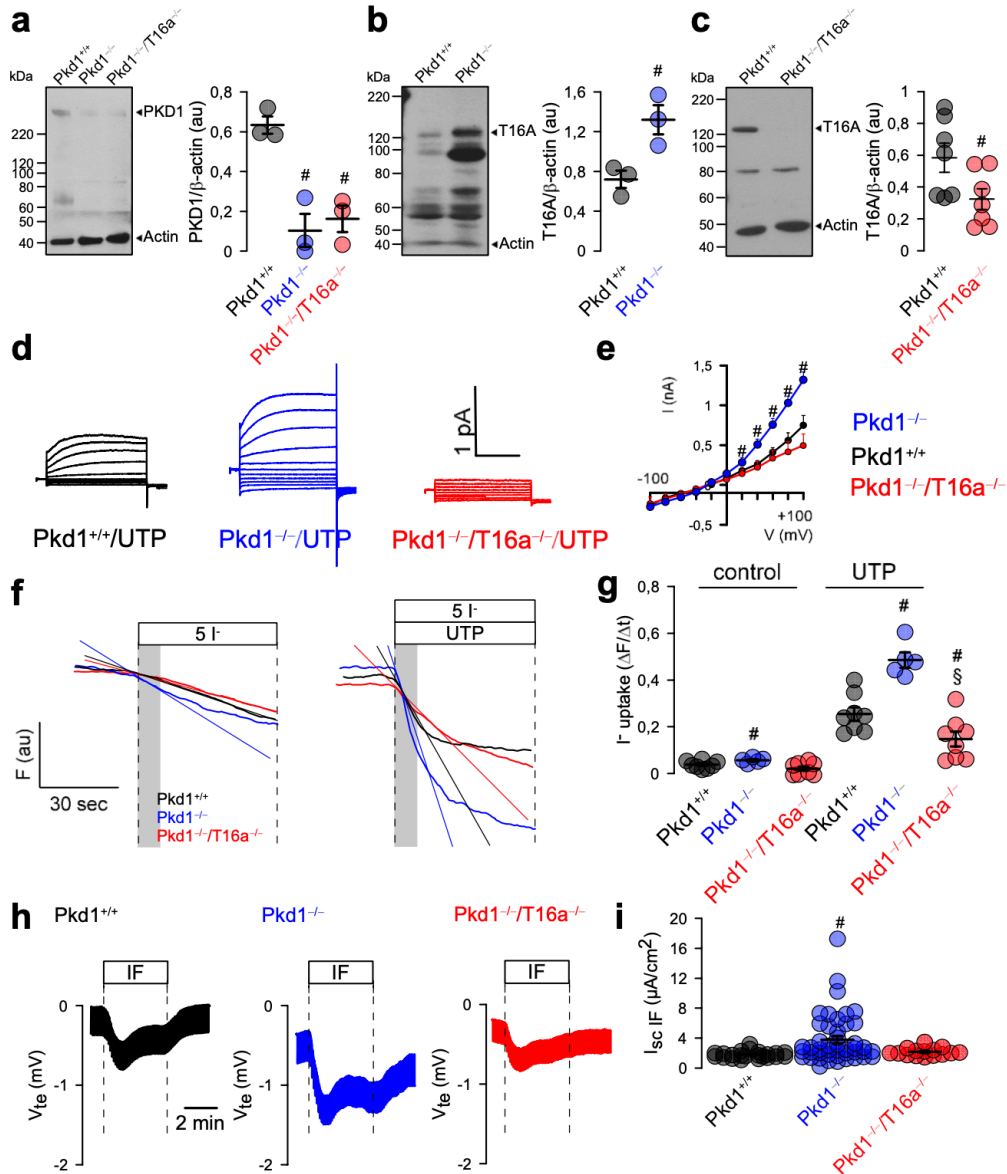 a
Pkd1+/+
Pkd1–/–
Pkd1–/–/T16a–/–
kDa
220
120
100
80
60
50
40
PKD1
Actin
PKD1/β-actin (au)
0,8
0,6
0,4
0,2
0
#
#
Pkd1+/+
Pkd1–/–
Pkd1–/–/T16a–/–
b
Pkd1+/+
Pkd1–/–
kDa
220
120
100
80
60
50
40
T16A
Actin
T16A/β-actin (au)
1,6
1,2
0,8
0,4
0
#
Pkd1+/+
Pkd1–/–
c
Pkd1+/+
Pkd1–/–/T16a–/–
kDa
220
120
100
80
60
50
40
T16A
Actin
T16A/β-actin (au)
1
0,8
0,6
0,4
0,2
0
#
Pkd1+/+
Pkd1–/–/T16a–/–
d
1 pA
Pkd1+/+/UTP
Pkd1–/–/UTP
Pkd1–/–/T16a–/–/UTP
e
I (nA)
1,5
1
0,5
-0,5
-100
+100
V (mV)
# # # # #
Pkd1–/–
Pkd1+/+
Pkd1–/–/T16a–/–
f
5 I-
5 I-
UTP
F (au)
30 sec
Pkd1+/+
Pkd1–/–
Pkd1–/–/T16a–/–
g
control
UTP
I- uptake (ΔF/Δt)
0,8
0,6
0,4
0,2
0
#
#
#
§
Pkd1+/+
Pkd1–/–
Pkd1–/–/T16a–/–
Pkd1+/+
Pkd1–/–
Pkd1–/–/T16a–/–
h
Pkd1+/+
Pkd1–/–
Pkd1–/–/T16a–/–
IF
IF
IF
Vte (mV)
0
-1
-2
2 min
Vte (mV)
0
-1
-2
Vte (mV)
0
-1
-2
i
Isc IF (µA/cm2)
20
16
12
8
4
0
#
Pkd1+/+
Pkd1–/–
Pkd1–/–/T16a–/–